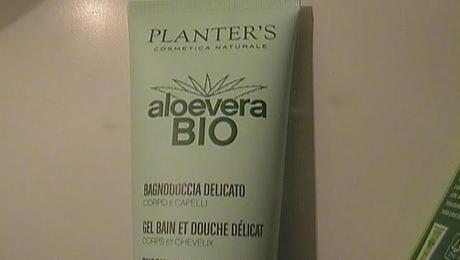 PLANTER'S
COSMETICA NATURALE
aloevera
BIO
BAGNODOCCIA DELICATO
CORPO E CAPELLI
GEL BAIN ET DOUCHE DÉLICAT
CORPS ET CHEVEUX